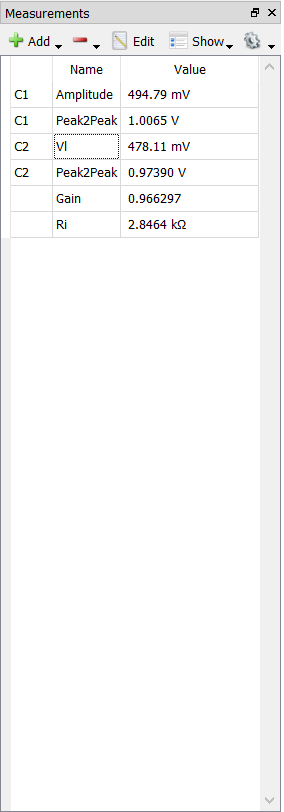 Measurements
Add Edit Show
Name Value
C1 Amplitude 494.79 mV
C1 Peak2Peak 1.0065 V
C2 Vl 478.11 mV
C2 Peak2Peak 0.97390 V
Gain 0.966297
Ri 2.8464 kΩ